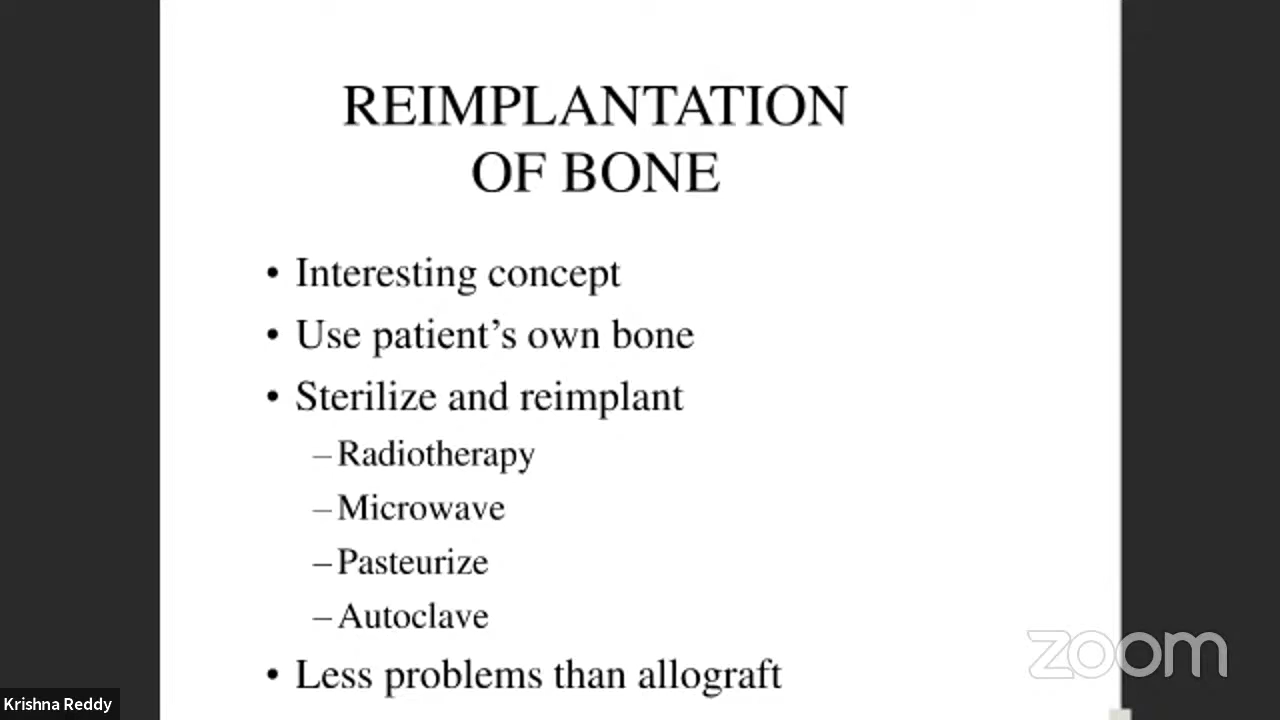 REIMPLANTATION
OF BONE
• Interesting concept
• Use patient’s own bone
• Sterilize and reimplant
– Radiotherapy
– Microwave
– Pasteurize
– Autoclave
• Less problems than allograft
zoom
Krishna Reddy